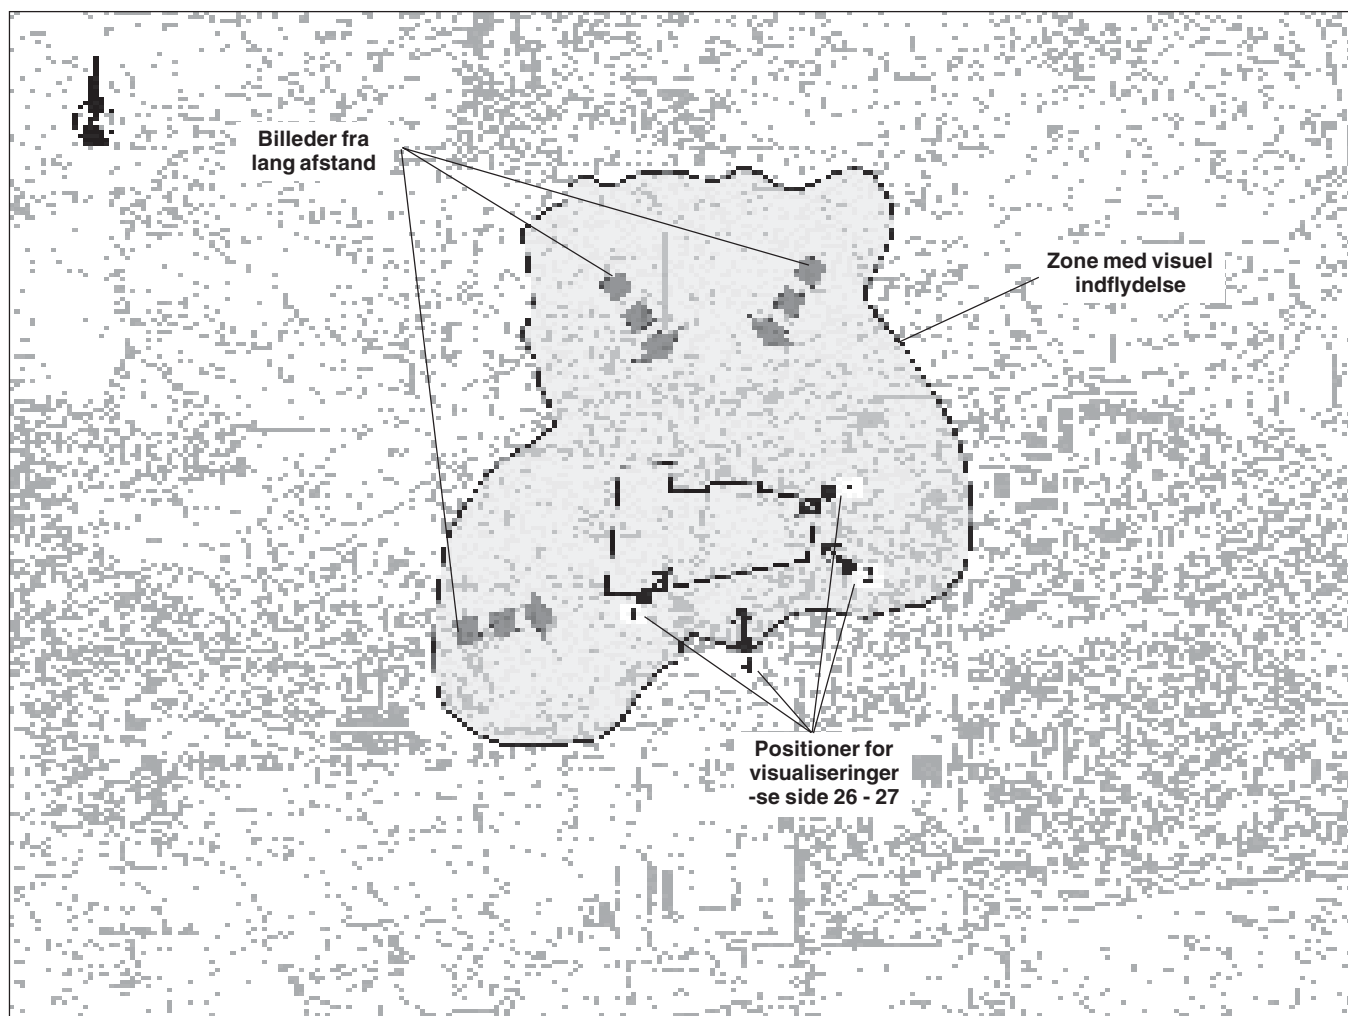 Billeder fra
lang afstand
Zone med visuel
indflydelse
Positioner for
visualiseringer
-se side 26 - 27